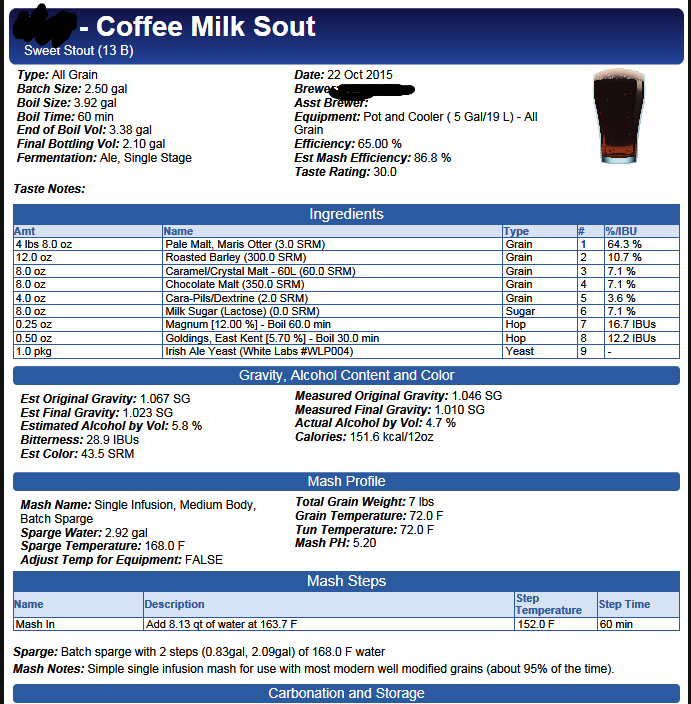 - Coffee Milk Sout
Sweet Stout (13 B)
Type: All Grain
Batch Size: 2.50 gal
Boil Size: 3.92 gal
Boil Time: 60 min
End of Boil Vol: 3.38 gal
Final Bottling Vol: 2.10 gal
Fermentation: Ale, Single Stage
Date: 22 Oct 2015
Brewer
Asst Brewer:
Equipment: Pot and Cooler ( 5 Gal/19 L) - All
Grain
Efficiency: 65.00 %
Est Mash Efficiency: 86.8 %
Taste Rating: 30.0
Taste Notes:
Ingredients
Amt Name Type # %/IBU
4 lbs 8.0 oz Pale Malt, Maris Otter (3.0 SRM) Grain 1 64.3 %
12.0 oz Roasted Barley (300.0 SRM) Grain 2 10.7 %
8.0 oz Caramel/Crystal Malt - 60L (60.0 SRM) Grain 3 7.1 %
8.0 oz Chocolate Malt (350.0 SRM) Grain 4 7.1 %
4.0 oz Cara-Pils/Dextrine (2.0 SRM) Grain 5 3.6 %
8.0 oz Milk Sugar (Lactose) (0.0 SRM) Sugar 6 7.1 %
0.25 oz Magnum [12.00 %] - Boil 60.0 min Hop 7 16.7 IBUs
0.50 oz Goldings, East Kent [5.70 %] - Boil 30.0 min Hop 8 12.2 IBUs
1.0 pkg Irish Ale Yeast (White Labs #WLP004) Yeast 9 -
Gravity, Alcohol Content and Color
Est Original Gravity: 1.067 SG
Est Final Gravity: 1.023 SG
Estimated Alcohol by Vol: 5.8 %
Bitterness: 28.9 IBUs
Est Color: 43.5 SRM
Measured Original Gravity: 1.046 SG
Measured Final Gravity: 1.010 SG
Actual Alcohol by Vol: 4.7 %
Calories: 151.6 kcal/12oz
Mash Profile
Mash Name: Single Infusion, Medium Body,
Batch Sparge
Sparge Water: 2.92 gal
Sparge Temperature: 168.0 F
Adjust Temp for Equipment: FALSE
Total Grain Weight: 7 lbs
Grain Temperature: 72.0 F
Tun Temperature: 72.0 F
Mash PH: 5.20
Mash Steps
Name Description Step Temperature Step Time
Mash In Add 8.13 qt of water at 163.7 F 152.0 F 60 min
Sparge: Batch sparge with 2 steps (0.83gal, 2.09gal) of 168.0 F water
Mash Notes: Simple single infusion mash for use with most modern well modified grains (about 95% of the time).
Carbonation and Storage